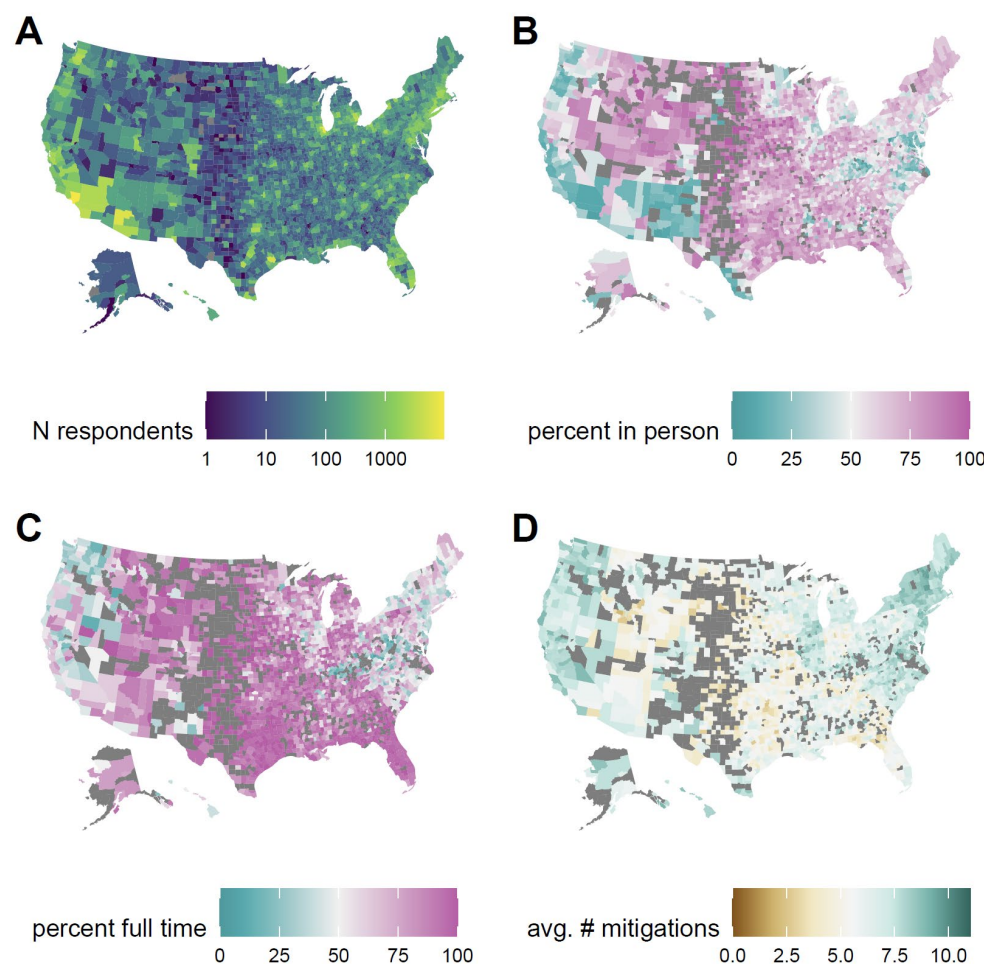 A
B
N respondents
1 10 100 1000
percent in person
0 25 50 75 100
C
D
percent full time
0 25 50 75 100
avg. # mitigations
0.0 2.5 5.0 7.5 10.0